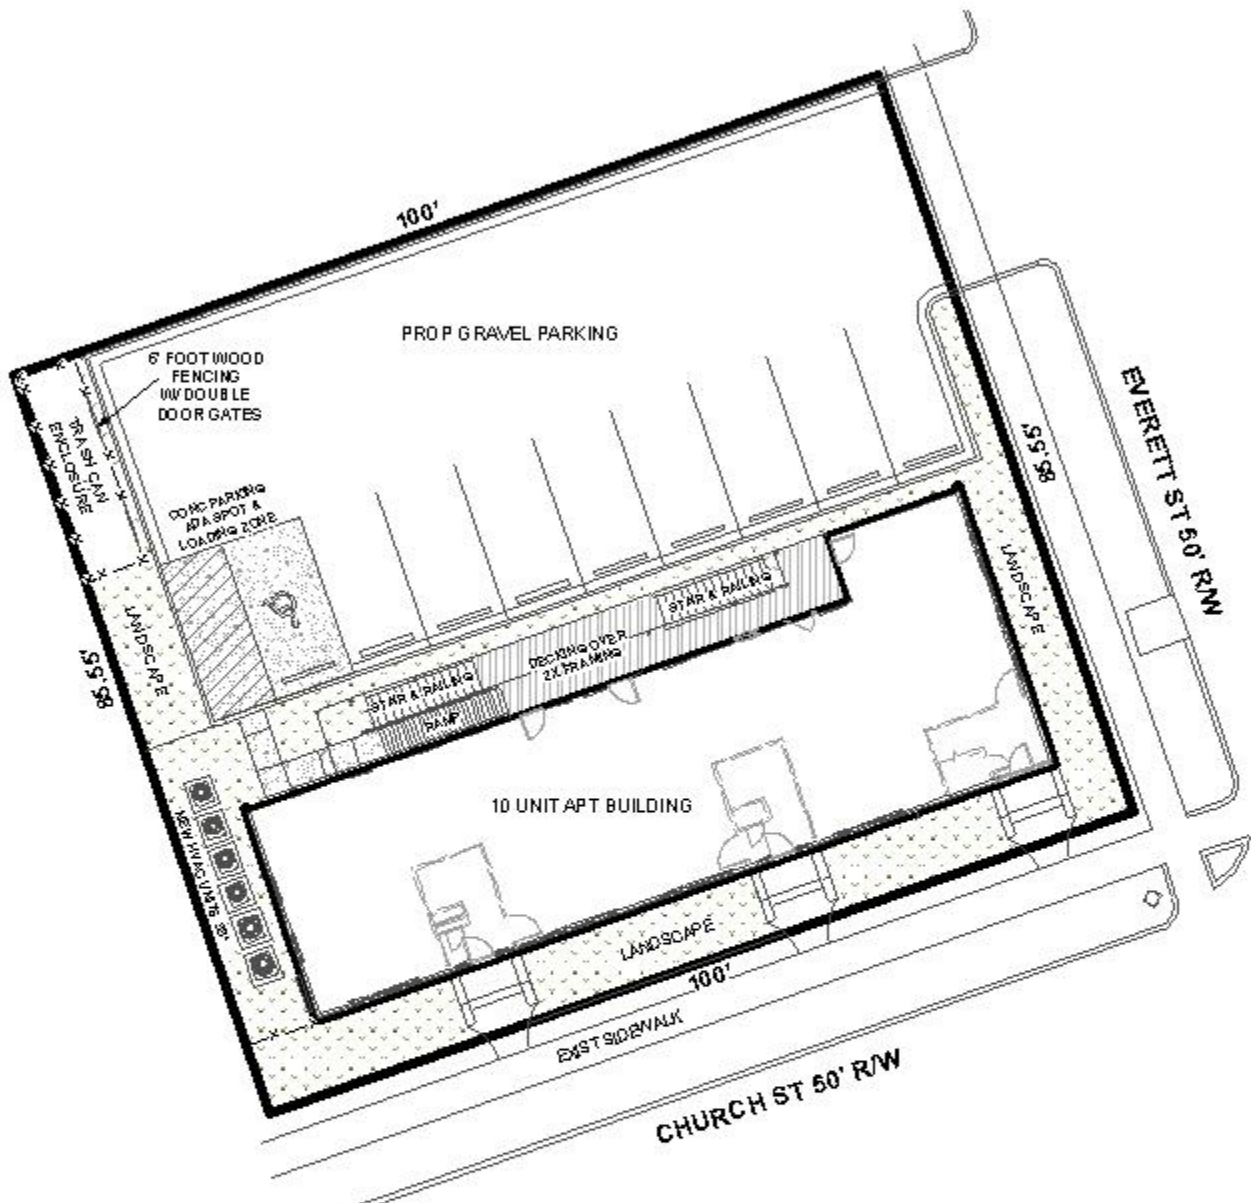 100'
PROP GRAVEL PARKING
6' FOOT WOOD
FENCING
W/ DOUBLE
DOOR GATES
TRASH CAN
ENCLOSURE
CONC PARKING
ADA SPOT &
LOADING ZONE
EVERETT ST 50' R/W
85.5'
LANDSCAPE
LANDSCAPE
85.5'
STAIR & RAILING
DECKING OVER
2X FRAMING
STAIR & RAILING
RAMP
10 UNIT APT BUILDING
NEW HVAC UNITS
LANDSCAPE
100'
EXIST SIDEWALK
CHURCH ST 50' R/W